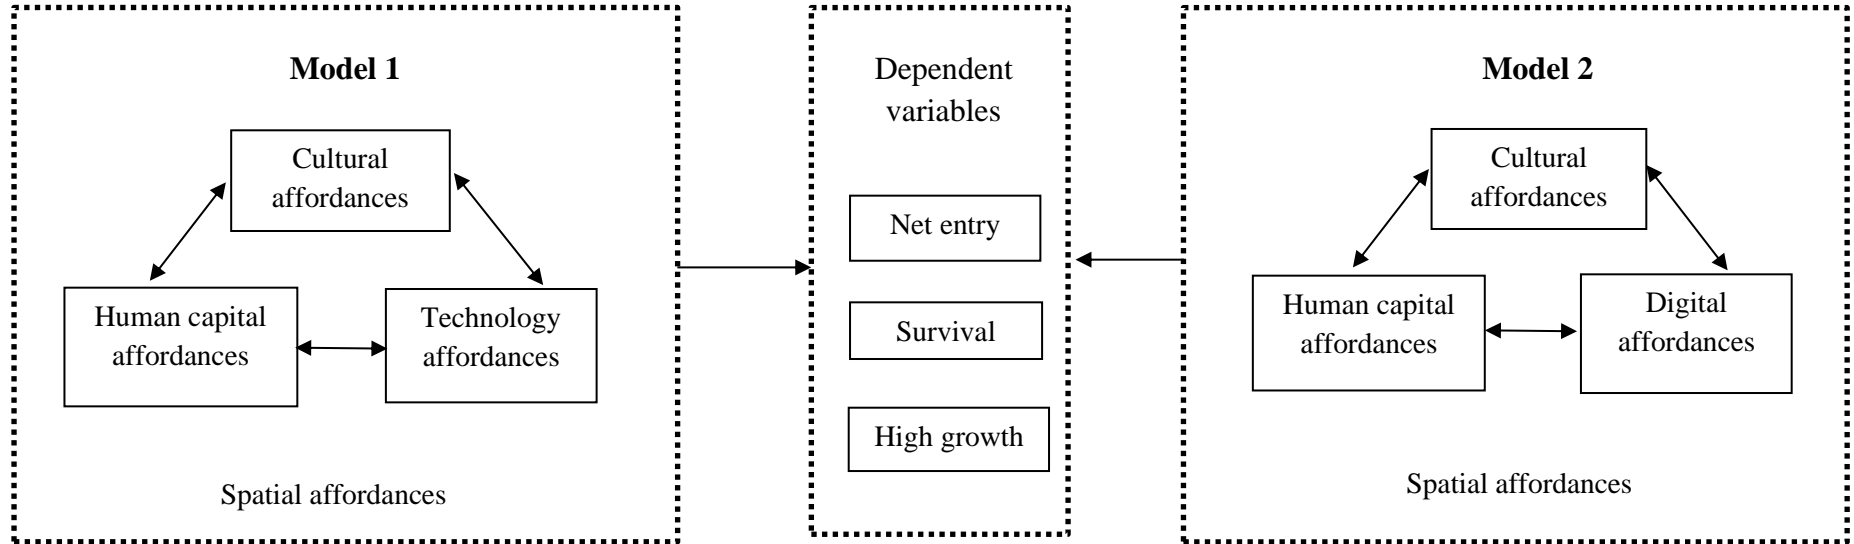 Model 1
Cultural
affordances
Human capital
affordances
Technology
affordances
Spatial affordances
Dependent
variables
Net entry
Survival
High growth
Model 2
Cultural
affordances
Human capital
affordances
Digital
affordances
Spatial affordances